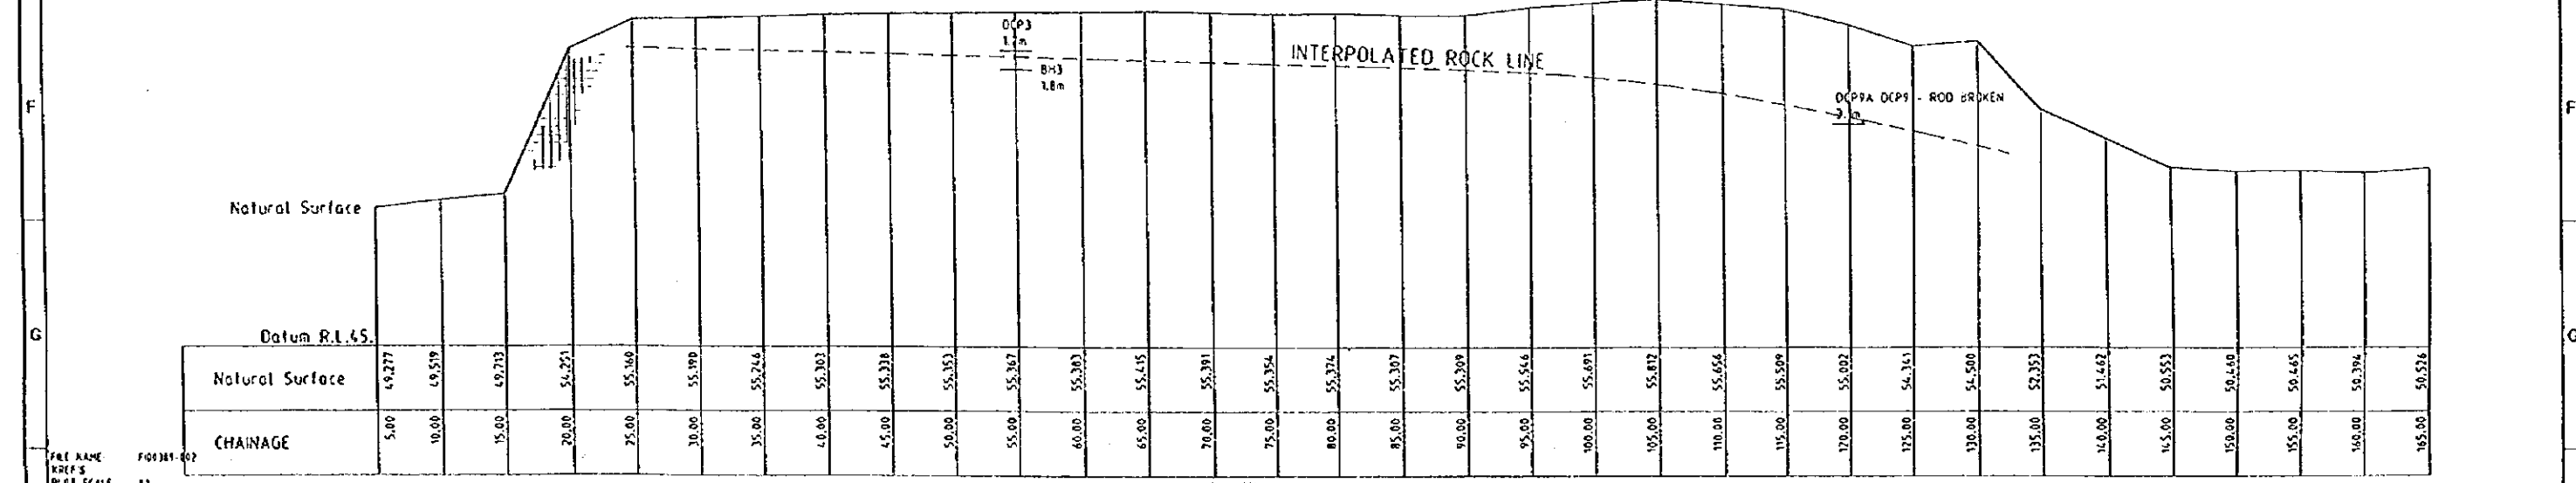 DCP3
INTERPOLATED ROCK LINE
BH3
1.8m
F
DCP9A DCP9 - ROD BROKEN
F
Natural Surface
G
Datum R.L.45.
Natural Surface 49.277 49.519 49.713 54.251 55.160 55.190 55.246 55.303 55.338 55.353 55.367 55.383 55.415 55.391 55.354 55.374 55.307 55.309 55.546 55.691 55.812 55.656 55.509 55.002 54.341 54.500 52.353 51.462 50.553 50.460 50.465 50.394 50.526
CHAINAGE 5.00 10.00 15.00 20.00 25.00 30.00 35.00 40.00 45.00 50.00 55.00 60.00 65.00 70.00 75.00 80.00 85.00 90.00 95.00 100.00 105.00 110.00 115.00 120.00 125.00 130.00 135.00 140.00 145.00 150.00 155.00 160.00 165.00
FILE NAME:
XREF'S